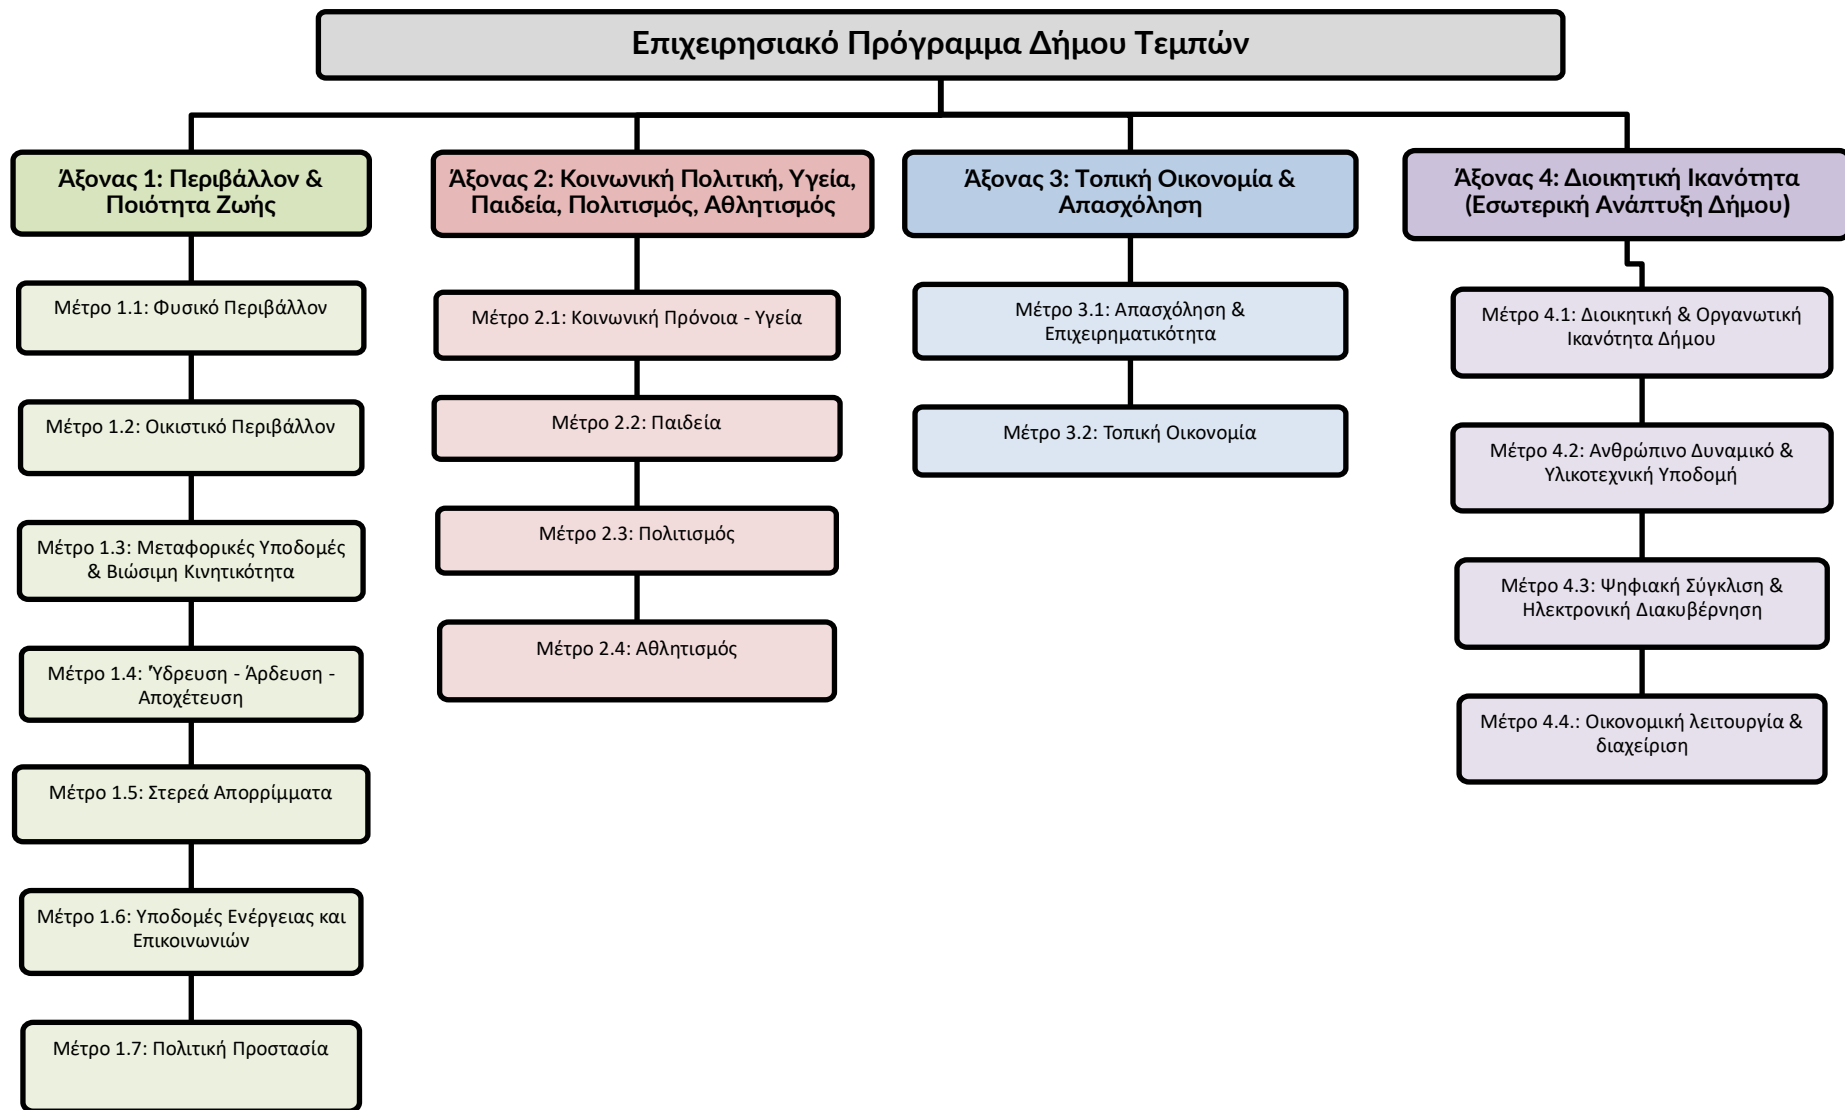 Επιχειρησιακό Πρόγραμμα Δήμου Τεμπών
Άξονας 1: Περιβάλλον &
Ποιότητα Ζωής
Μέτρο 1.1: Φυσικό Περιβάλλον
Μέτρο 1.2: Οικιστικό Περιβάλλον
Μέτρο 1.3: Μεταφορικές Υποδομές
& Βιώσιμη Κινητικότητα
Μέτρο 1.4: Ύδρευση - Άρδευση -
Αποχέτευση
Μέτρο 1.5: Στερεά Απορρίμματα
Μέτρο 1.6: Υποδομές Ενέργειας και
Επικοινωνιών
Μέτρο 1.7: Πολιτική Προστασία
Άξονας 2: Κοινωνική Πολιτική, Υγεία,
Παιδεία, Πολιτισμός, Αθλητισμός
Μέτρο 2.1: Κοινωνική Πρόνοια - Υγεία
Μέτρο 2.2: Παιδεία
Μέτρο 2.3: Πολιτισμός
Μέτρο 2.4: Αθλητισμός
Άξονας 3: Τοπική Οικονομία &
Απασχόληση
Μέτρο 3.1: Απασχόληση &
Επιχειρηματικότητα
Μέτρο 3.2: Τοπική Οικονομία
Άξονας 4: Διοικητική Ικανότητα
(Εσωτερική Ανάπτυξη Δήμου)
Μέτρο 4.1: Διοικητική & Οργανωτική
Ικανότητα Δήμου
Μέτρο 4.2: Ανθρώπινο Δυναμικό &
Υλικοτεχνική Υποδομή
Μέτρο 4.3: Ψηφιακή Σύγκλιση &
Ηλεκτρονική Διακυβέρνηση
Μέτρο 4.4.: Οικονομική λειτουργία &
διαχείριση